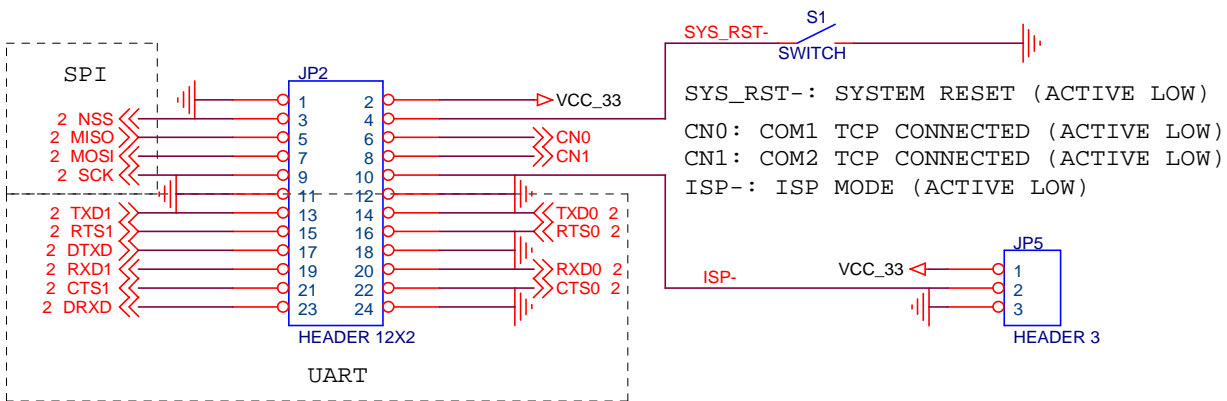 S1
SYS_RST-
SWITCH
SPI
JP2
1 2 VCC_33
SYS_RST-: SYSTEM RESET (ACTIVE LOW)
2 NSS 3 4
2 MISO 5 6 CN0
CN0: COM1 TCP CONNECTED (ACTIVE LOW)
2 MOSI 7 8 CN1
CN1: COM2 TCP CONNECTED (ACTIVE LOW)
2 SCK 9 10
ISP-: ISP MODE (ACTIVE LOW)
11 12
2 TXD1 13 14 TXD0 2
2 RTS1 15 16 RTS0 2
2 DTXD 17 18
2 RXD1 19 20 RXD0 2
2 CTS1 21 22 CTS0 2
2 DRXD 23 24
HEADER 12X2
UART
ISP-
JP5
VCC_33 1
2
3
HEADER 3